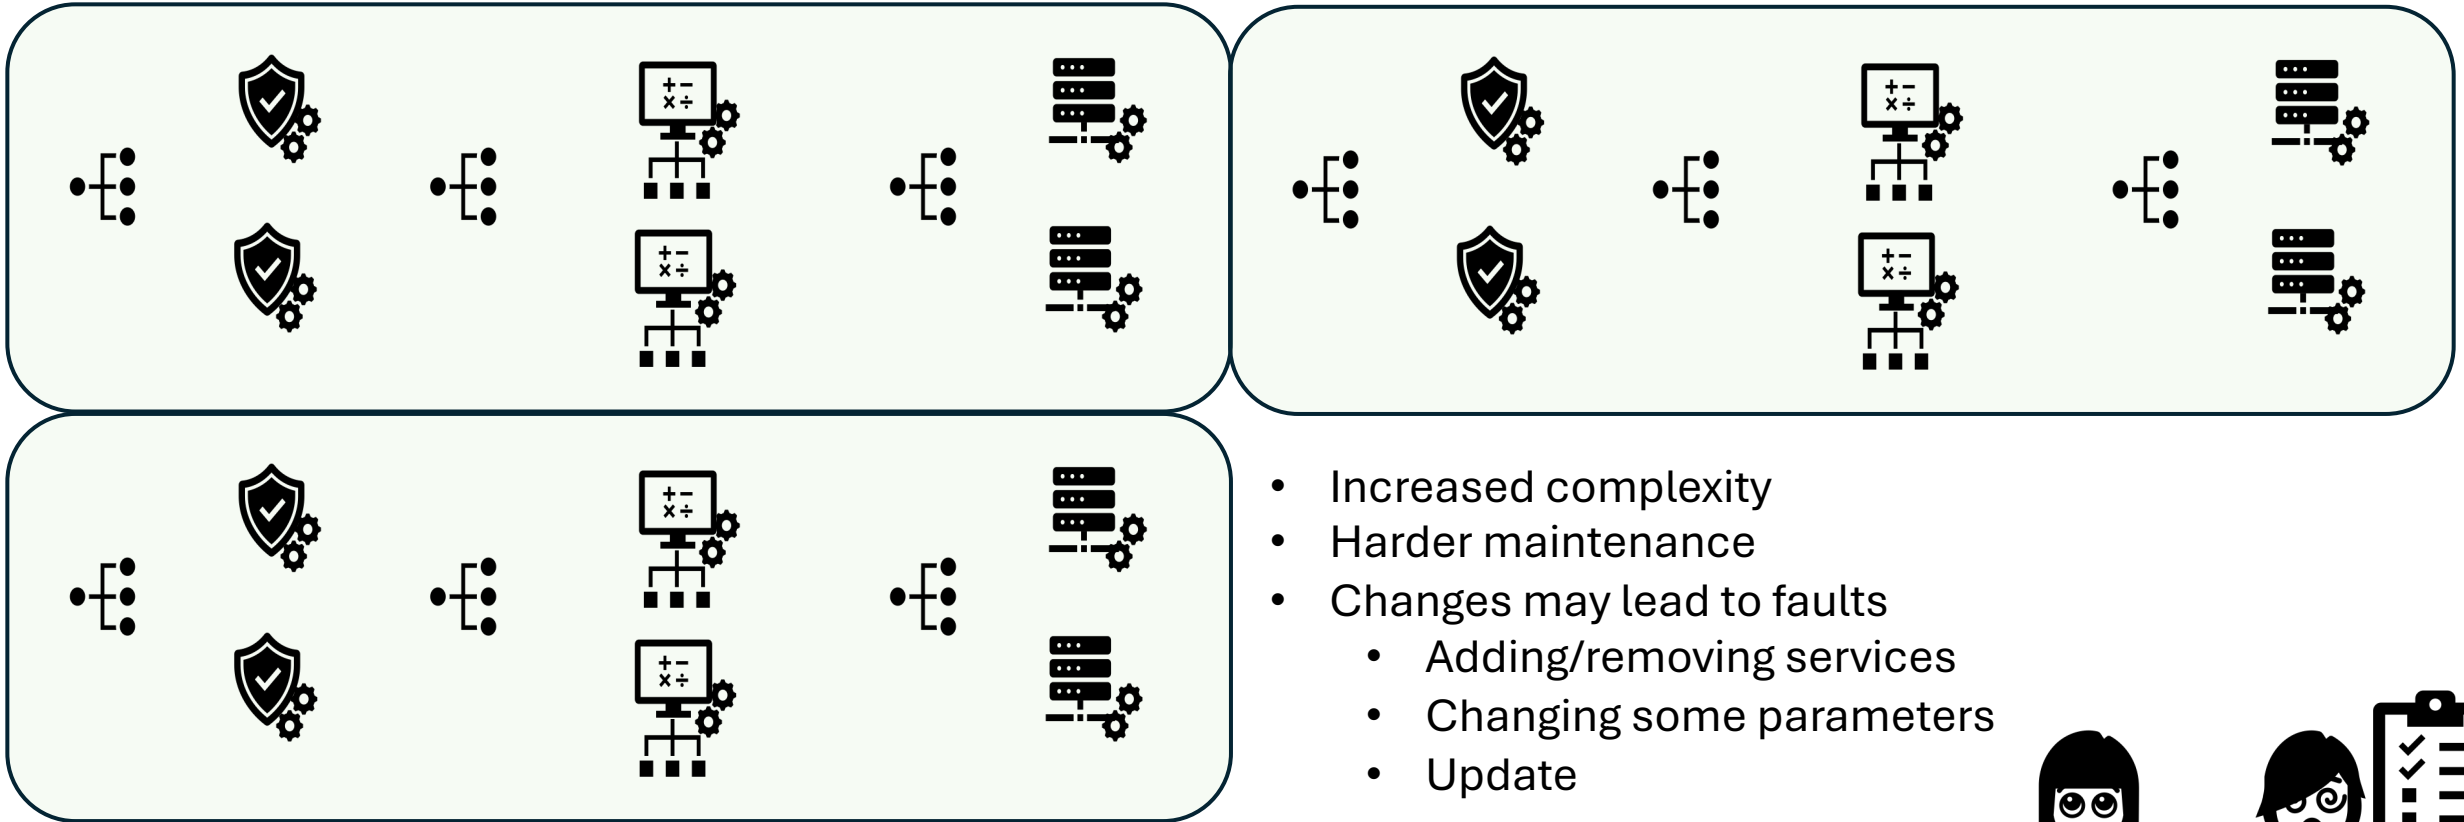 + −
× ÷
+ −
× ÷
+ −
× ÷
+ −
× ÷
+ −
× ÷
+ −
× ÷
• Increased complexity
• Harder maintenance
• Changes may lead to faults
• Adding/removing services
• Changing some parameters
• Update